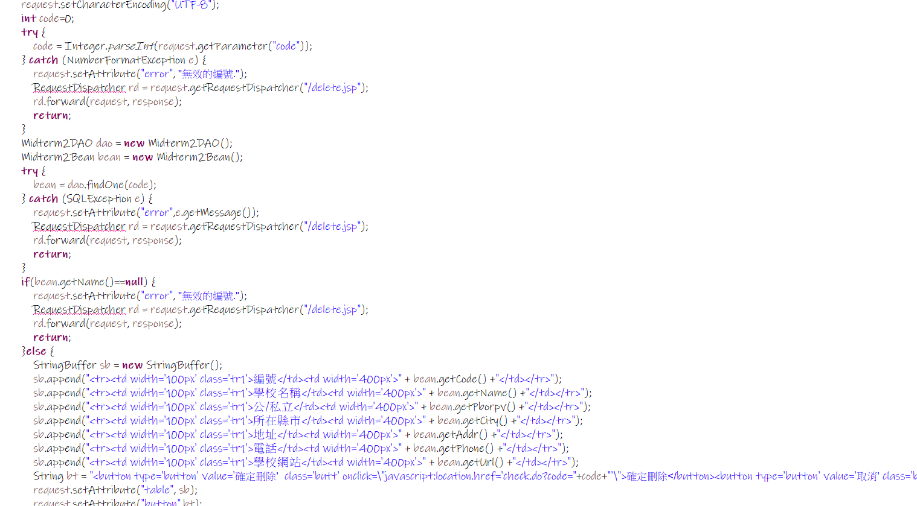 request.setCharacterEncoding("UTF-8");
int code=0;
try {
code = Integer.parseInt(request.getParameter("code"));
} catch (NumberFormatException e) {
request.setAttribute("error", "無效的編號.");
RequestDispatcher rd = request.getRequestDispatcher("/delete.jsp");
rd.forward(request, response);
return;
}
Midterm2DAO dao = new Midterm2DAO();
Midterm2Bean bean = new Midterm2Bean();
try {
bean = dao.findOne(code);
} catch (SQLException e) {
request.setAttribute("error",e.getMessage());
RequestDispatcher rd = request.getRequestDispatcher("/delete.jsp");
rd.forward(request, response);
return;
}
if(bean.getName()==null) {
request.setAttribute("error", "無效的編號.");
RequestDispatcher rd = request.getRequestDispatcher("/delete.jsp");
rd.forward(request, response);
return;
}else {
StringBuffer sb = new StringBuffer();
sb.append("<tr><td width='100px' class='tr1'>編號</td><td width='400px'>" + bean.getCode() +"</td></tr>");
sb.append("<tr><td width='100px' class='tr1'>學校名稱</td><td width='400px'>" + bean.getName() +"</td></tr>");
sb.append("<tr><td width='100px' class='tr1'>公/私立</td><td width='400px'>" + bean.getPborpv() +"</td></tr>");
sb.append("<tr><td width='100px' class='tr1'>所在縣市</td><td width='400px'>" + bean.getCity() +"</td></tr>");
sb.append("<tr><td width='100px' class='tr1'>地址</td><td width='400px'>" + bean.getAddr() +"</td></tr>");
sb.append("<tr><td width='100px' class='tr1'>電話</td><td width='400px'>" + bean.getPhone() +"</td></tr>");
sb.append("<tr><td width='100px' class='tr1'>學校網站</td><td width='400px'>" + bean.getUrl() +"</td></tr>");
String bt = "<button type='button' value='確定刪除' class='butt' onclick=\"javascript:location.href='check.do?code="+code+"'\">確定刪除</button><button type='button' value='取消' class='b
request.setAttribute("table", sb);
request.setAttribute("button",bt);